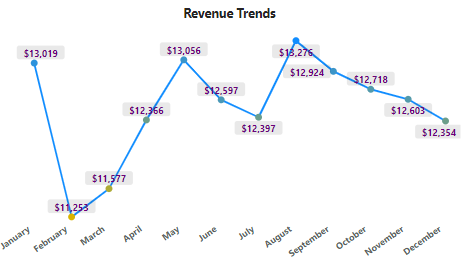 Revenue Trends
$13,019
$11,253
$11,577
$12,366
$13,056
$12,597
$12,397
$13,276
$12,924
$12,718
$12,603
$12,354
January
February
March
April
May
June
July
August
September
October
November
December